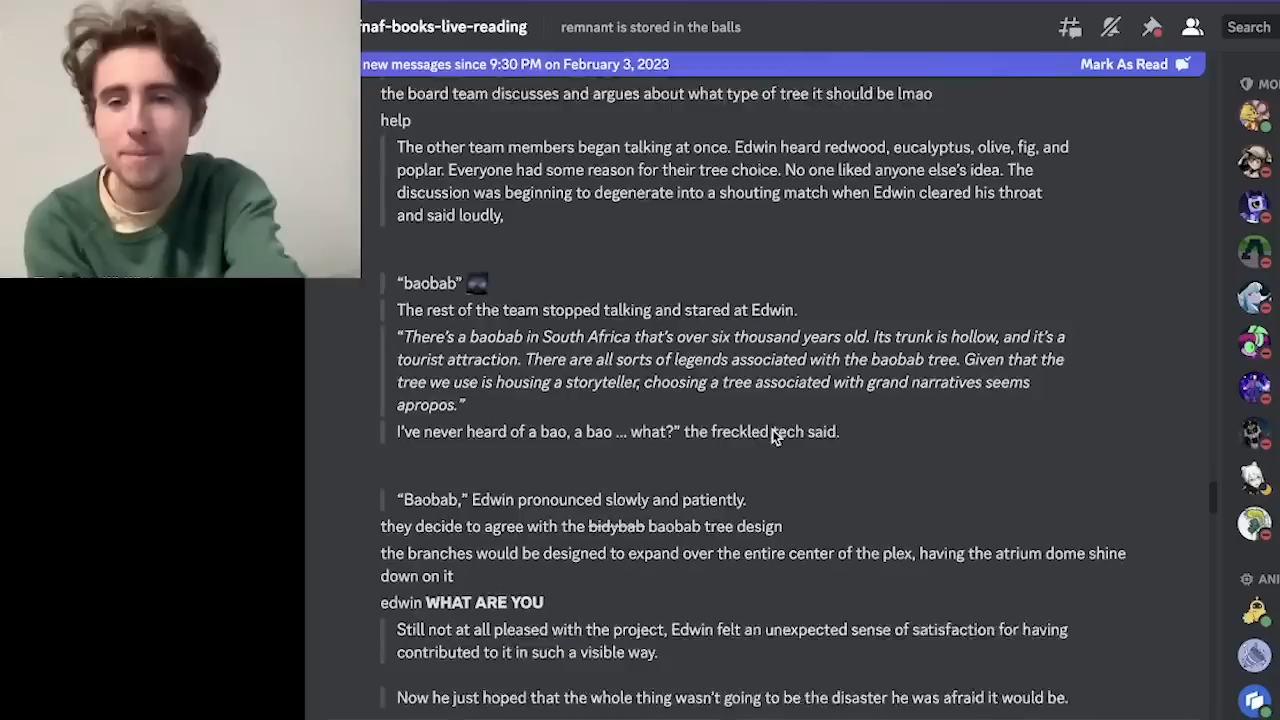 fnaf-books-live-reading
remnant is stored in the balls
Search
new messages since 9:30 PM on February 3, 2023
Mark As Read
the board team discusses and argues about what type of tree it should be lmao
help
The other team members began talking at once. Edwin heard redwood, eucalyptus, olive, fig, and
poplar. Everyone had some reason for their tree choice. No one liked anyone else's idea. The
discussion was beginning to degenerate into a shouting match when Edwin cleared his throat
and said loudly,
“baobab”
The rest of the team stopped talking and stared at Edwin.
“There's a baobab in South Africa that's over six thousand years old. Its trunk is hollow, and it's a
tourist attraction. There are all sorts of legends associated with the baobab tree. Given that the
tree we use is housing a storyteller, choosing a tree associated with grand narratives seems
apropos.”
I've never heard of a bao, a bao ... what?” the freckled tech said.
“Baobab,” Edwin pronounced slowly and patiently.
they decide to agree with the bidybab baobab tree design
the branches would be designed to expand over the entire center of the plex, having the atrium dome shine
down on it
edwin WHAT ARE YOU
Still not at all pleased with the project, Edwin felt an unexpected sense of satisfaction for having
contributed to it in such a visible way.
Now he just hoped that the whole thing wasn't going to be the disaster he was afraid it would be.
MO
ANI